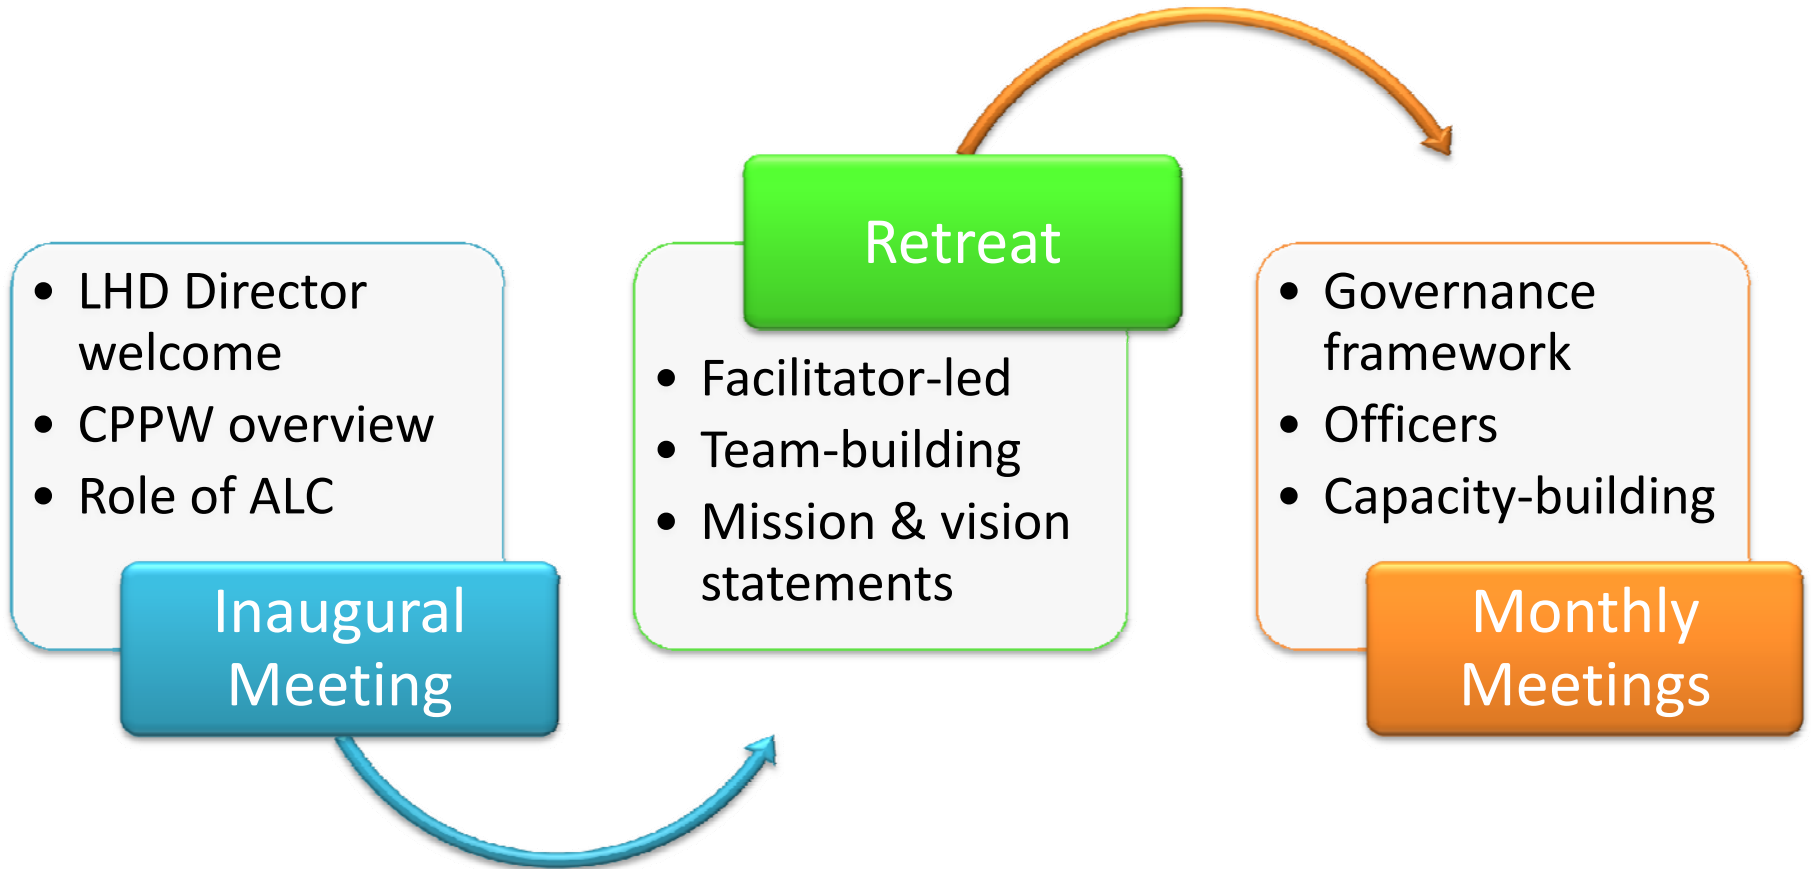 • LHD Director
welcome
• CPPW overview
• Role of ALC
Inaugural
Meeting
Retreat
• Facilitator-led
• Team-building
• Mission & vision
statements
• Governance
framework
• Officers
• Capacity-building
Monthly
Meetings